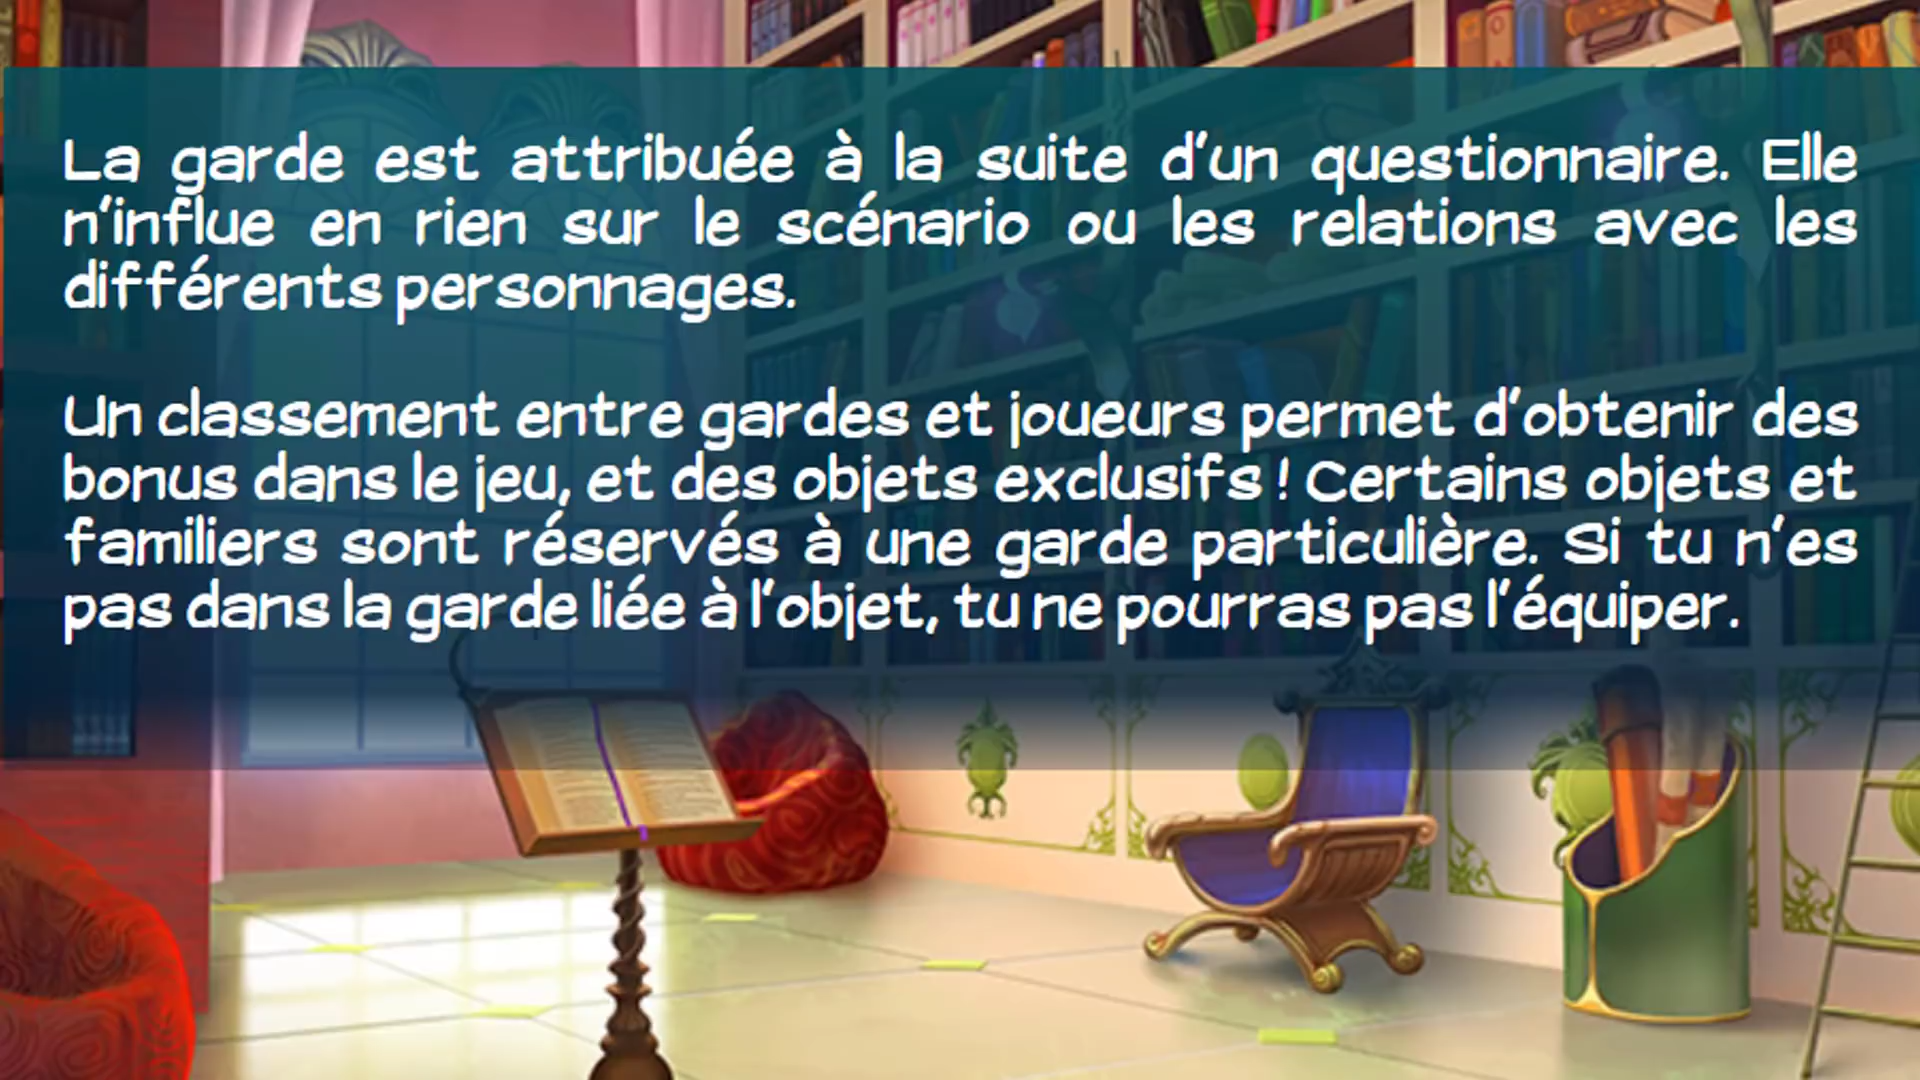 La garde est attribuée à la suite d'un questionnaire. Elle
n'influe en rien sur le scénario ou les relations avec les
différents personnages.
Un classement entre gardes et joueurs permet d'obtenir des
bonus dans le jeu, et des objets exclusifs ! Certains objets et
familiers sont réservés à une garde particulière. Si tu n'es
pas dans la garde liée à l'objet, tu ne pourras pas l'équiper.